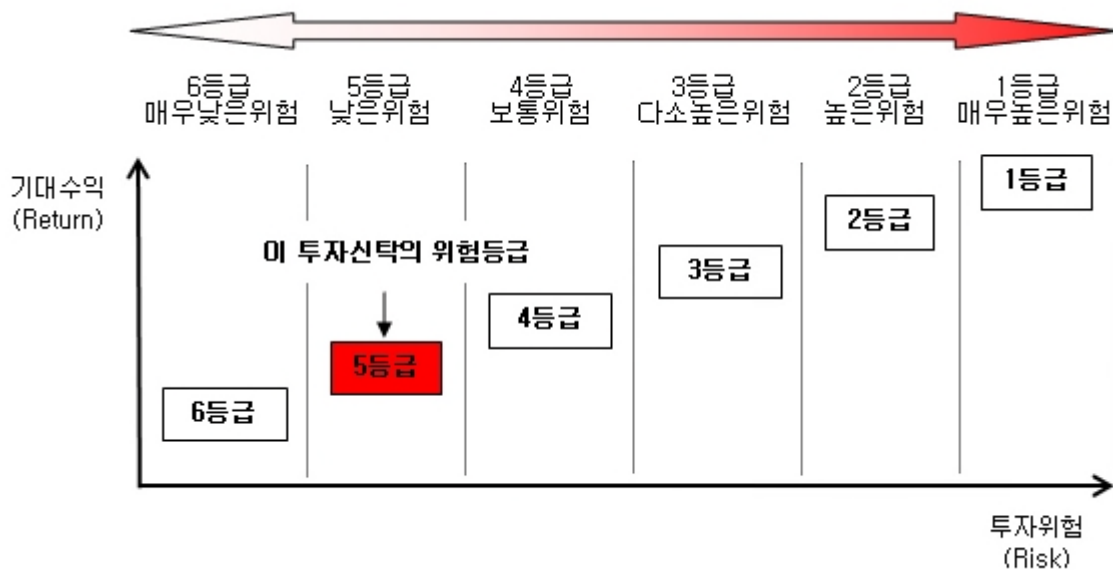 6등급
매우낮은위험
5등급
낮은위험
4등급
보통위험
3등급
다소높은위험
2등급
높은위험
1등급
매우높은위험
기대수익
(Return)
1등급
2등급
이 투자신탁의 위험등급
3등급
4등급
5등급
6등급
투자위험
(Risk)